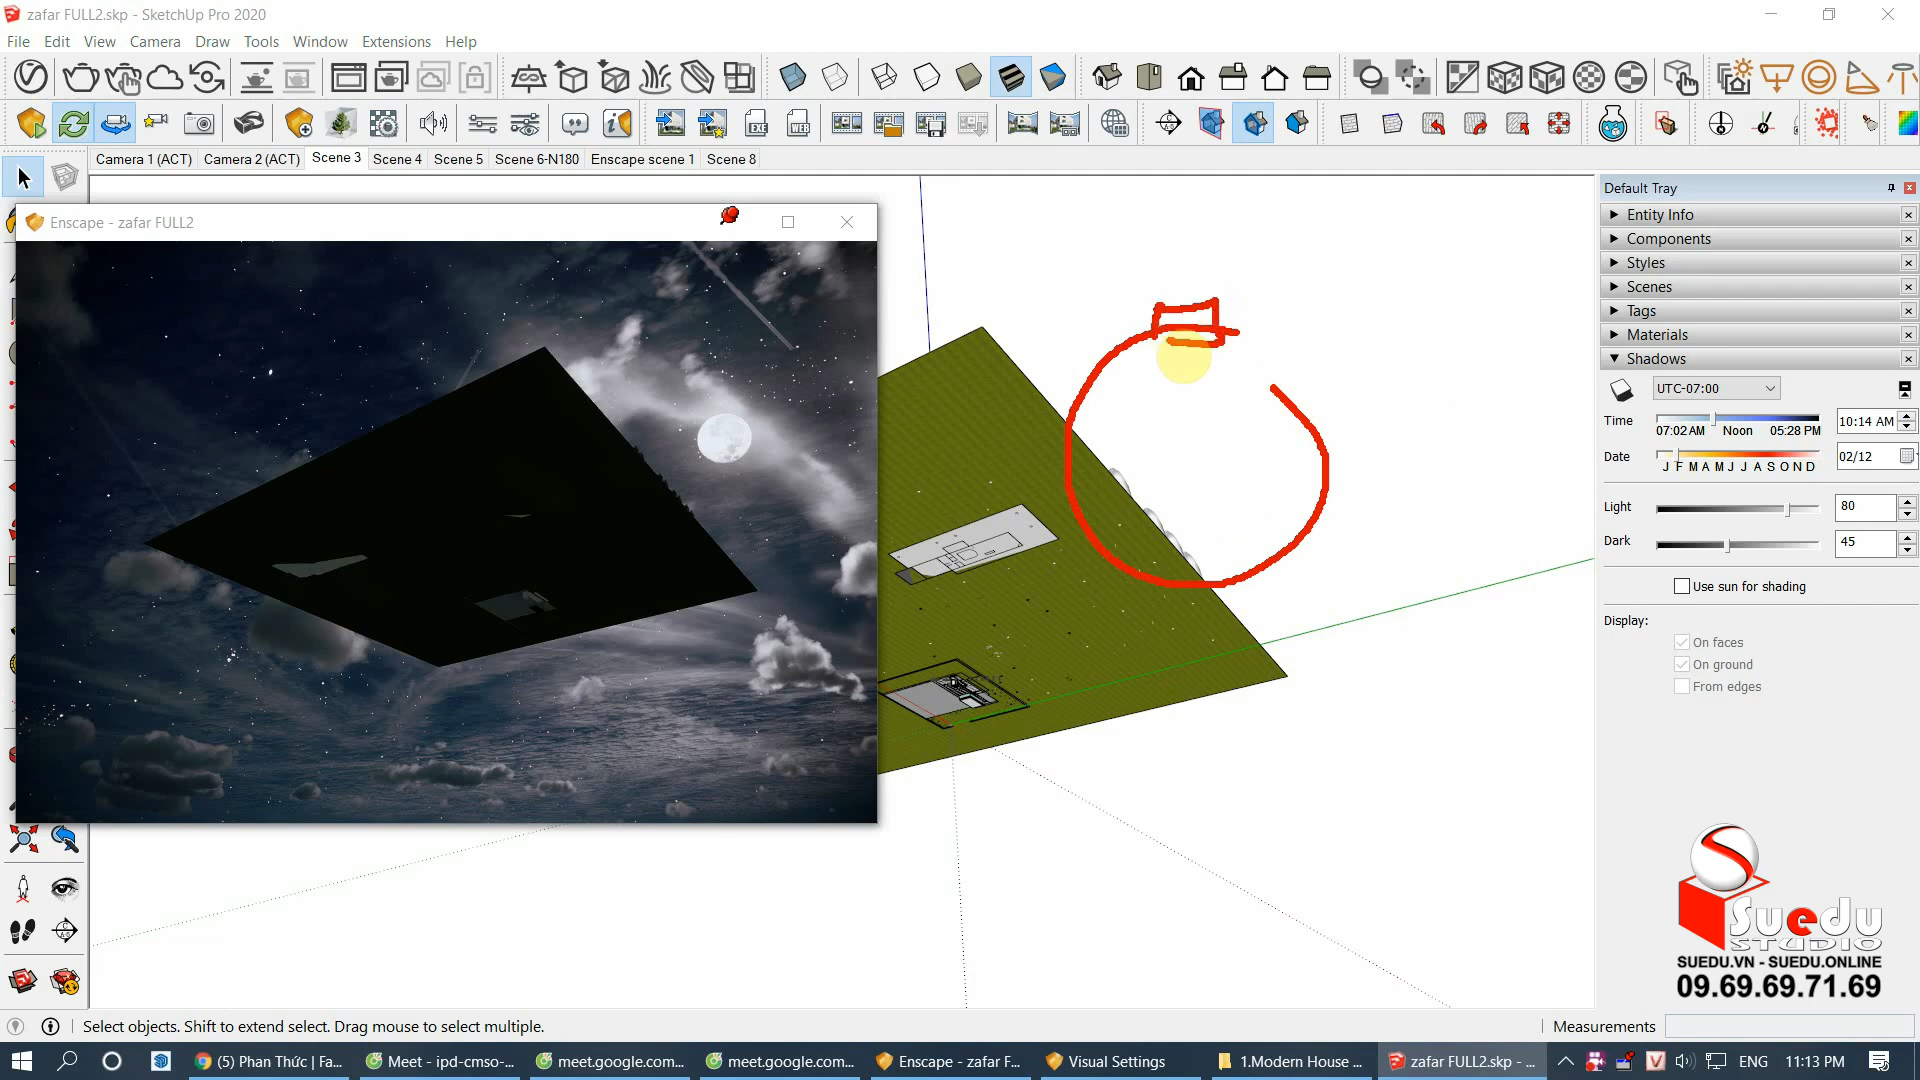 zafar FULL2.skp - SketchUp Pro 2020
File Edit View Camera Draw Tools Window Extensions Help
EXE WEB
Camera 1 (ACT) Camera 2 (ACT) Scene 3 Scene 4 Scene 5 Scene 6-N180 Enscape scene 1 Scene 8
Enscape - zafar FULL2
Default Tray
Entity Info
Components
Styles
Scenes
Tags
Materials
Shadows
UTC-07:00
Time 07:02 AM Noon 05:28 PM 10:14 AM
Date J F M A M J J A S O N D 02/12
Light 80
Dark 45
Use sun for shading
Display:
On faces
On ground
From edges
Suedu
STUDIO
SUEDU.VN - SUEDU.ONLINE
09.69.69.71.69
Select objects. Shift to extend select. Drag mouse to select multiple.
Measurements
(5) Phan Thức | Fa... Meet - ipd-cmso-... meet.google.com... meet.google.com... Enscape - zafar F... Visual Settings 1.Modern House ... zafar FULL2.skp - ... ENG 11:13 PM